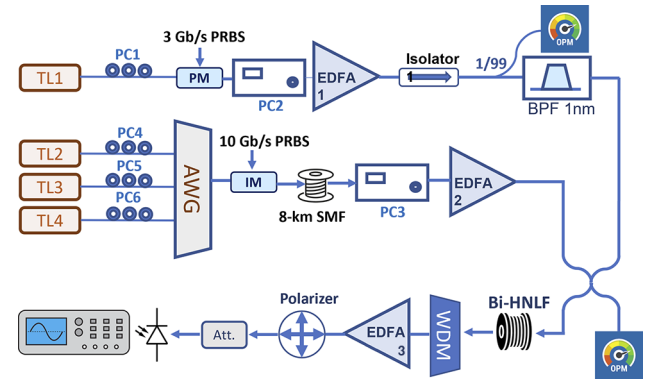 3 Gb/s PRBS
TL1
PC1
PM
PC2
EDFA
1
Isolator
1
1/99
OPM
BPF 1nm
TL2
TL3
TL4
PC4
PC5
PC6
AWG
10 Gb/s PRBS
IM
8-km SMF
PC3
EDFA
2
Att.
Polarizer
EDFA
3
WDM
Bi-HNLF
OPM